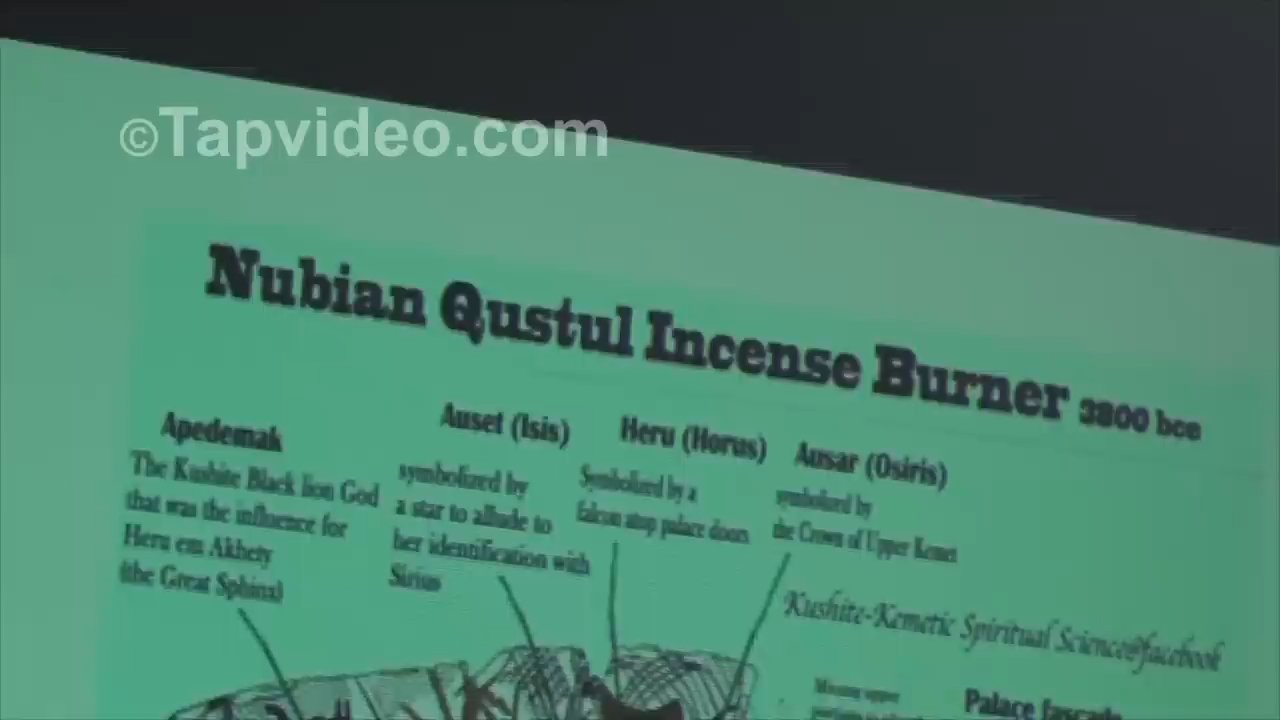 ©Tapvideo.com
Nubian Qustul Incense Burner 3800 bce
Apedemak
The Kushite Black lion God
that was the influence for
Heru em Akhety
(the Great Sphinx)
Auset (Isis)
symbolized by
a star to allude to
her identification with
Sirius
Heru (Horus)
Symbolized by a
falcon atop palace doors
Ausar (Osiris)
symbolized by
the Crown of Upper Kemet
Kushite-Kemetic Spiritual Science@facebook
Palace fascade